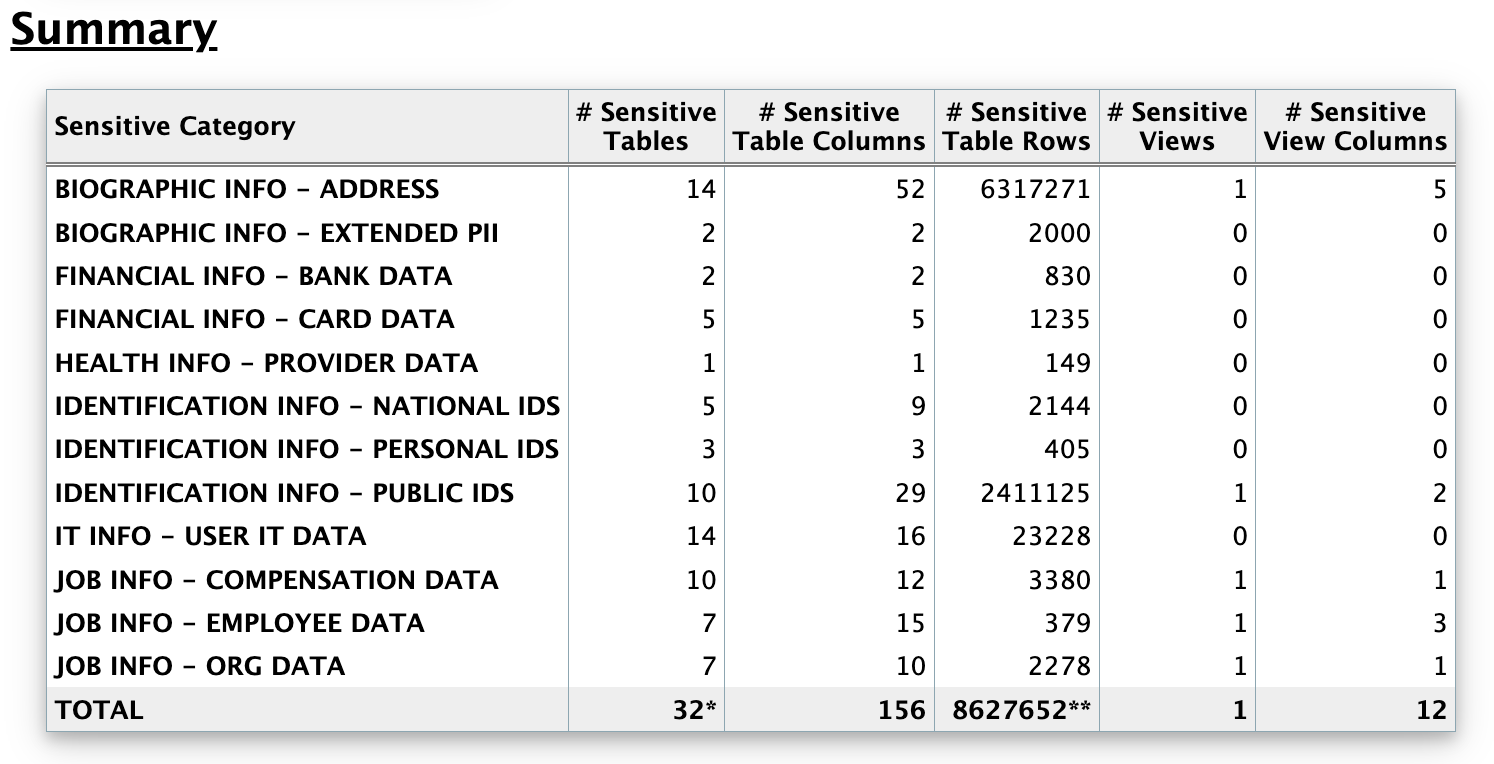 Summary
Sensitive Category # Sensitive Tables # Sensitive Table Columns # Sensitive Table Rows # Sensitive Views # Sensitive View Columns
BIOGRAPHIC INFO – ADDRESS 14 52 6317271 1 5
BIOGRAPHIC INFO – EXTENDED PII 2 2 2000 0 0
FINANCIAL INFO – BANK DATA 2 2 830 0 0
FINANCIAL INFO – CARD DATA 5 5 1235 0 0
HEALTH INFO – PROVIDER DATA 1 1 149 0 0
IDENTIFICATION INFO – NATIONAL IDS 5 9 2144 0 0
IDENTIFICATION INFO – PERSONAL IDS 3 3 405 0 0
IDENTIFICATION INFO – PUBLIC IDS 10 29 2411125 1 2
IT INFO – USER IT DATA 14 16 23228 0 0
JOB INFO – COMPENSATION DATA 10 12 3380 1 1
JOB INFO – EMPLOYEE DATA 7 15 379 1 3
JOB INFO – ORG DATA 7 10 2278 1 1
TOTAL 32* 156 8627652** 1 12